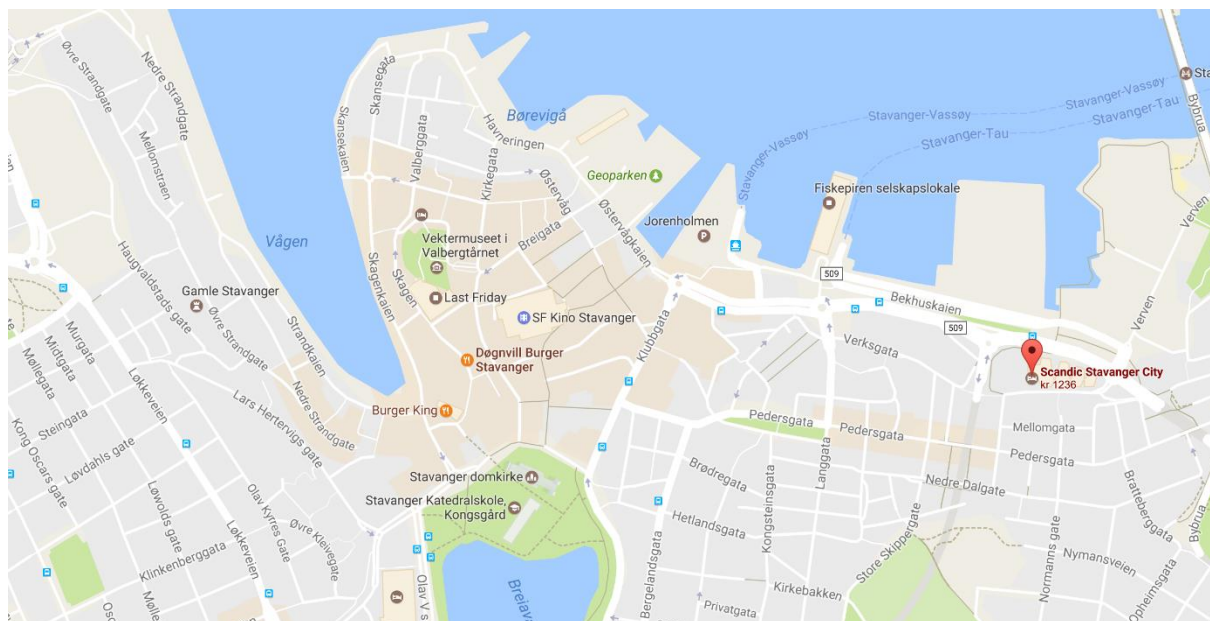 Øvre Strandgate
Nedre Strandgate
Mellomstraen
Skansegata
Skansekaien
Valberggata
Kirkegata
Børevigå
Havneringen
Østervåg
Geoparken
Østervågkaien
Breigata
Vågen
Vektermuseet i
Valbergtårnet
Skagen
Skagenkaien
Last Friday
SF Kino Stavanger
Døgnvill Burger
Stavanger
Burger King
Haugvaldstads gate
Gamle Stavanger
Øvre Strandgate
Strandkaien
Nedre Strandgate
Murgata
Midtgata
Møllegata
Løkkeveien
Steingata
Lars Hertervigs gate
Kong Oscars gate
Løvdahls gate
Løwolds gate
Løkkeveien
Olav Kyrres Gate
Øvre Kleivegate
Klinkenberggata
Stavanger domkirke
Stavanger Katedralskole
Kongsgård
Olav V s
Breiav
Klubbgata
Jorenholmen
Fiskepiren selskapslokale
Stavanger-Vassøy
Stavanger-Vassøy
Stavanger-Tau
Stavanger-Vassøy
Stavanger-Tau
Sta
Bybrua
509
Bekhuskaien
509
Verven
Verven
Verksgata
Scandic Stavanger City
kr 1236
Pedersgata
Pedersgata
Pedersgata
Mellomgata
Langgata
Brødregata
Hetlandsgata
Kongsteinsgata
Nedre Dalgate
Store Skippergate
Bergelandsgata
Kirkebakken
Privatgata
Normanns gate
Nymansveien
Opheimsgata
Bratteberggata
Bybrua